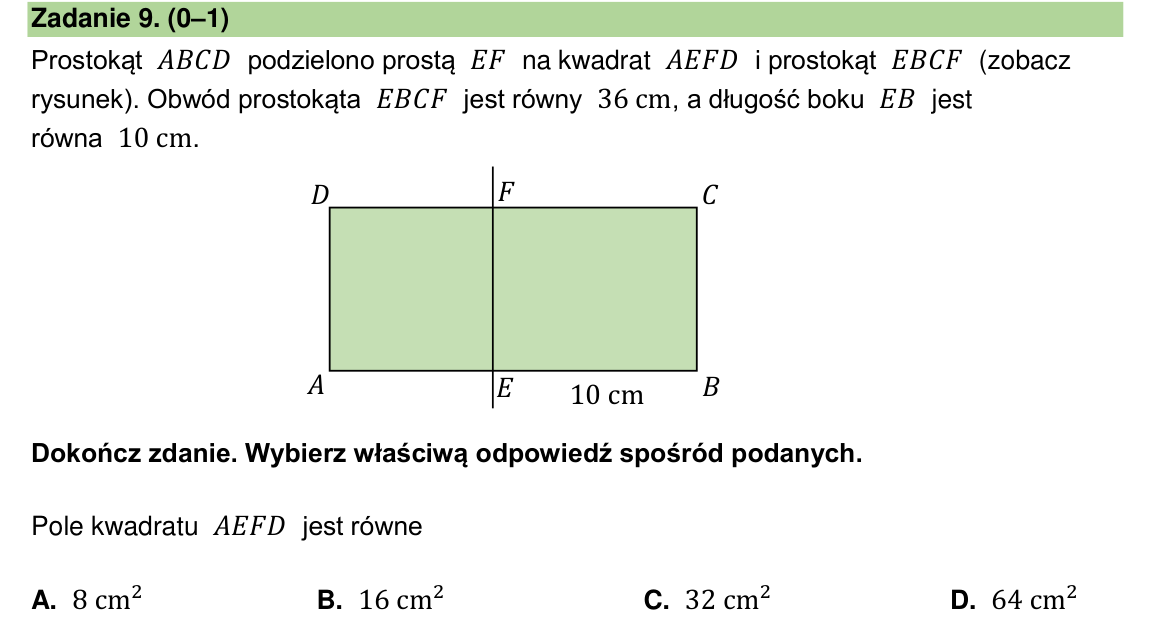 Zadanie 9. (0–1)
Prostokąt ABCD podzielono prostą EF na kwadrat AEFD i prostokąt EBCF (zobacz
rysunek). Obwód prostokąta EBCF jest równy 36 cm, a długość boku EB jest
równa 10 cm.
D F C
A E 10 cm B
Dokończ zdanie. Wybierz właściwą odpowiedź spośród podanych.
Pole kwadratu AEFD jest równe
A. 8 cm² B. 16 cm² C. 32 cm² D. 64 cm²